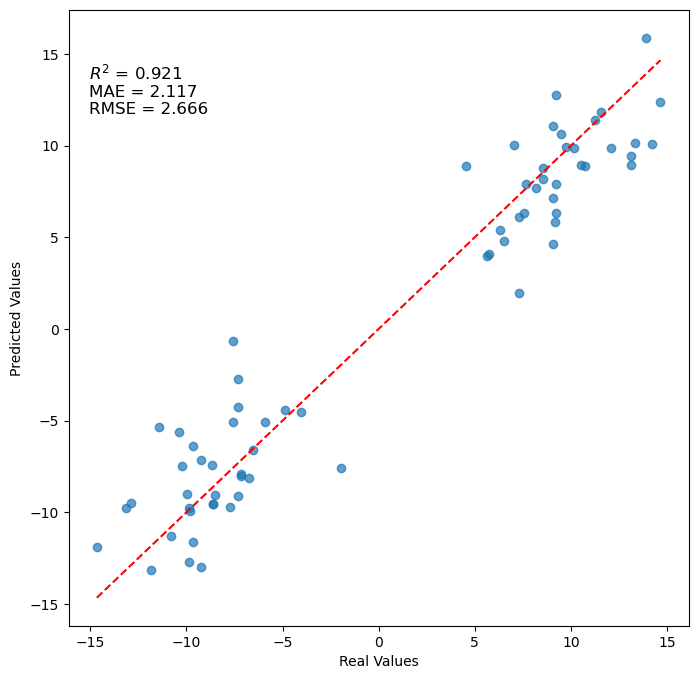 15
10
5
0
−5
−10
−15
Predicted Values
R² = 0.921
MAE = 2.117
RMSE = 2.666
−15 −10 −5 0 5 10 15
Real Values